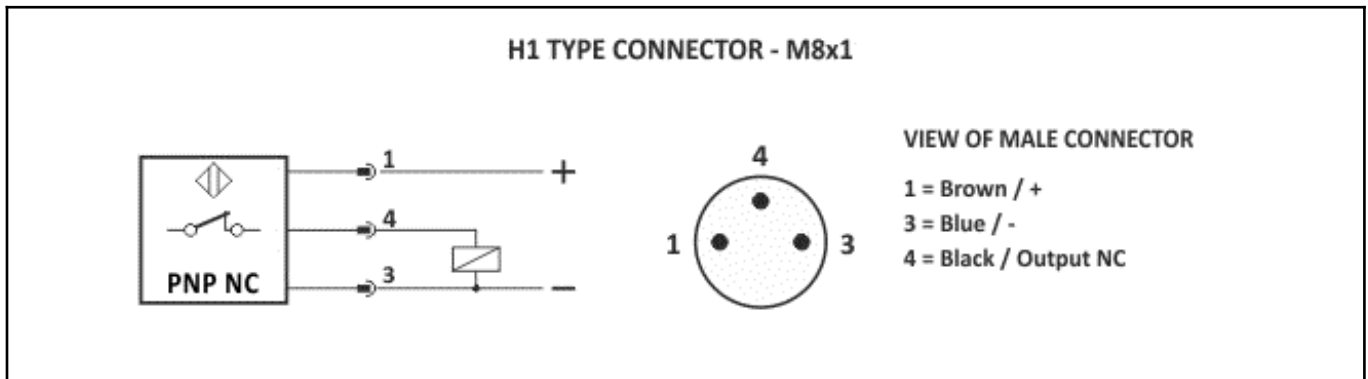 H1 TYPE CONNECTOR - M8x1
1
+
4
PNP NC
3
−
4
1
3
VIEW OF MALE CONNECTOR
1 = Brown / +
3 = Blue / -
4 = Black / Output NC